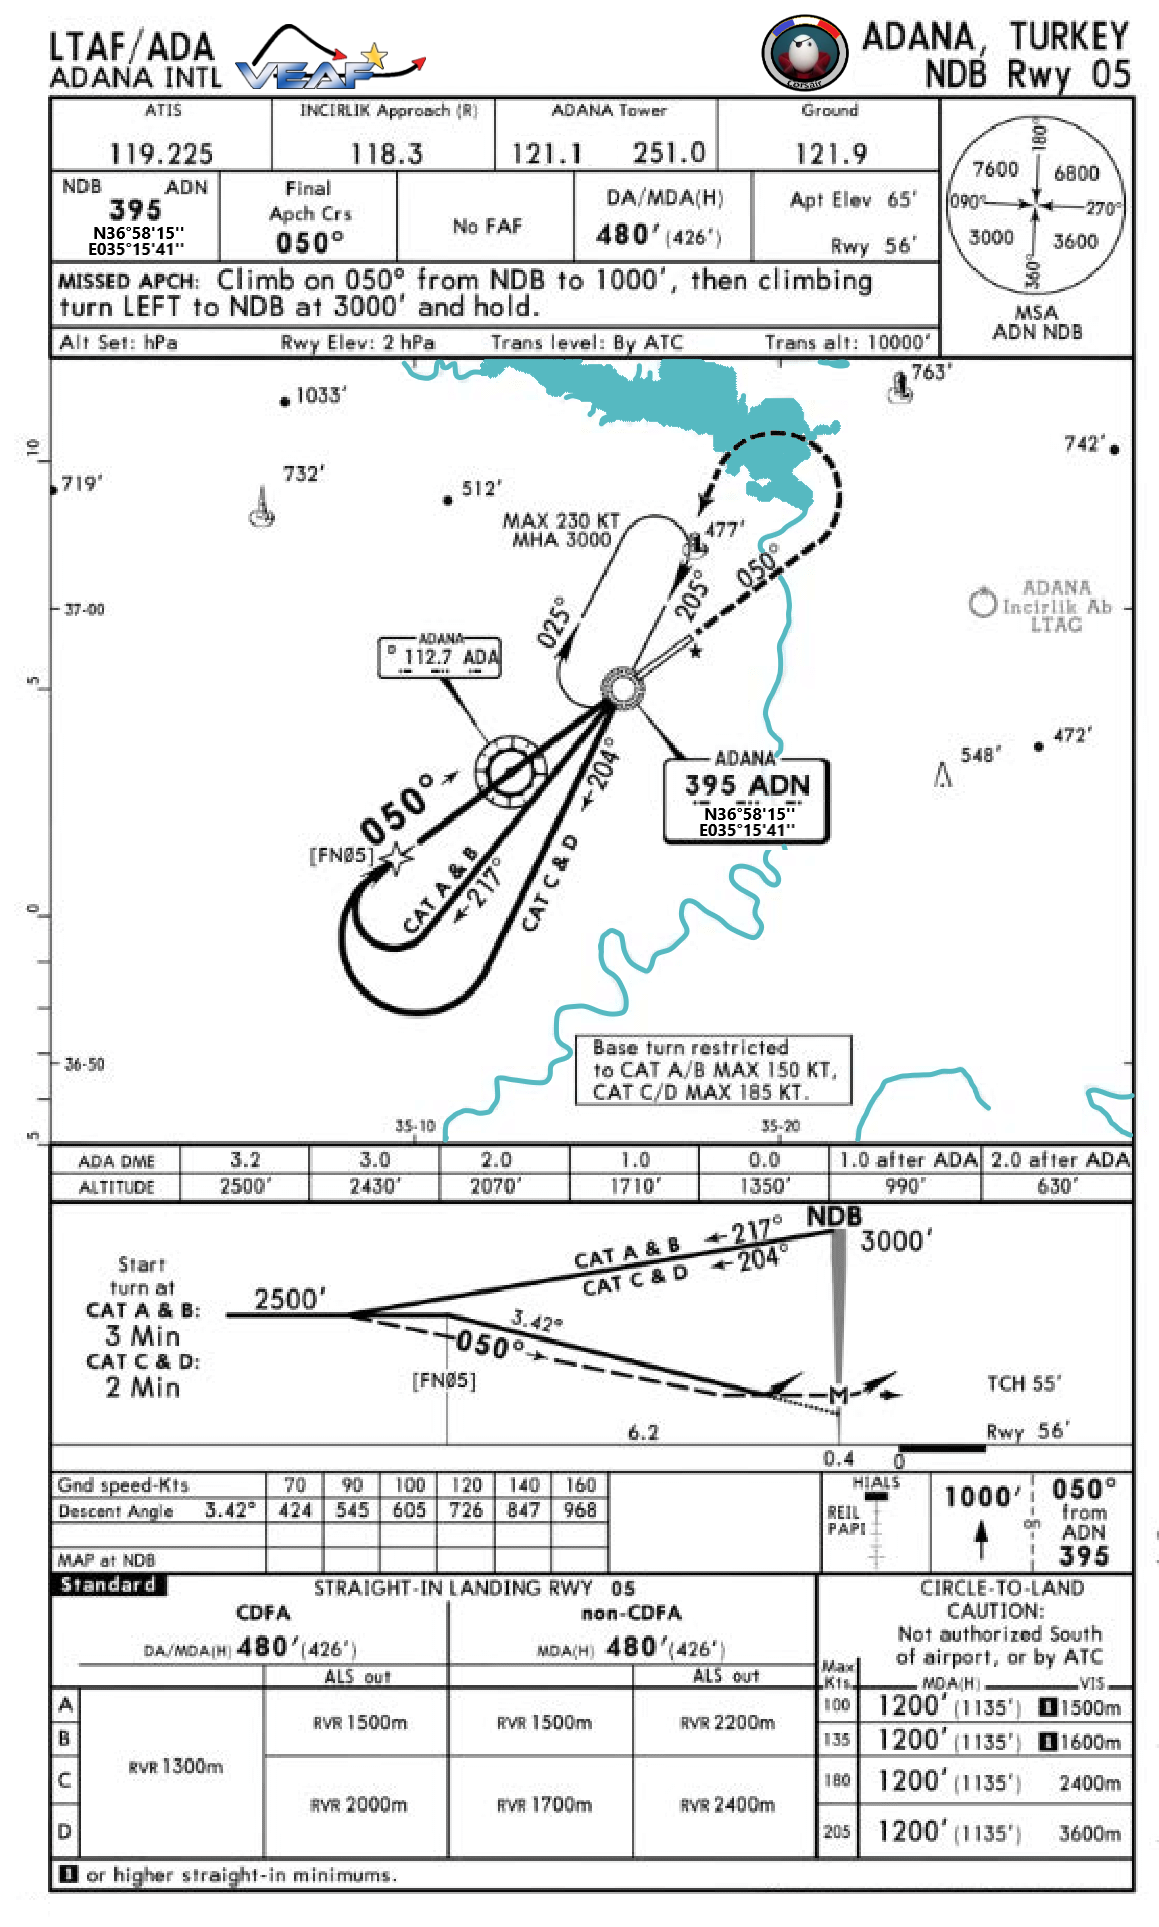 LTAF/ADA
ADANA INTL
VEAF
Corsair
ADANA, TURKEY
NDB Rwy 05
ATIS
119.225
INCIRLIK Approach (R)
118.3
ADANA Tower
121.1 251.0
Ground
121.9
NDB ADN
395
N36°58'15"
E035°15'41"
Final
Apch Crs
050°
No FAF
DA/MDA(H)
480' (426')
Apt Elev 65'
Rwy 56'
MISSED APCH: Climb on 050° from NDB to 1000', then climbing
turn LEFT to NDB at 3000' and hold.
Alt Set: hPa Rwy Elev: 2 hPa Trans level: By ATC Trans alt: 10000'
180°
7600 6800
090° 270°
3000 3600
360°
MSA
ADN NDB
1033'
763'
10
742'
719'
732'
512'
MAX 230 KT
MHA 3000
477'
050°
205°
025°
37-00
ADANA
Incirlik Ab
LTAG
ADANA
D 112.7 ADA
5
204°
ADANA
395 ADN
N36°58'15"
E035°15'41"
472'
548'
050°
[FN05]
CAT A & B
217°
CAT C & D
0
36-50
Base turn restricted
to CAT A/B MAX 150 KT,
CAT C/D MAX 185 KT.
5
35-10
35-20
ADA DME 3.2 3.0 2.0 1.0 0.0 1.0 after ADA 2.0 after ADA
ALTITUDE 2500' 2430' 2070' 1710' 1350' 990' 630'
Start
turn at
CAT A & B:
3 Min
CAT C & D:
2 Min
2500'
CAT A & B 217°
CAT C & D 204°
NDB
3000'
3.42°
050°
[FN05]
M
TCH 55'
Rwy 56'
6.2
0.4
0
Gnd speed-Kts 70 90 100 120 140 160
Descent Angle 3.42° 424 545 605 726 847 968
MAP at NDB
HIALS
REIL
PAPI
1000'
on
050°
from
ADN
395
Standard
STRAIGHT-IN LANDING RWY 05
CDFA
DA/MDA(H) 480' (426')
ALS out
non-CDFA
MDA(H) 480' (426')
ALS out
CIRCLE-TO-LAND
CAUTION:
Not authorized South
of airport, or by ATC
Max
Kts
MDA(H) VIS
A
B
C
D
RVR 1300m
RVR 1500m
RVR 2000m
RVR 1500m
RVR 1700m
RVR 2200m
RVR 2400m
100 1200' (1135') 1 1500m
135 1200' (1135') 1 1600m
180 1200' (1135') 2400m
205 1200' (1135') 3600m
1 or higher straight-in minimums.